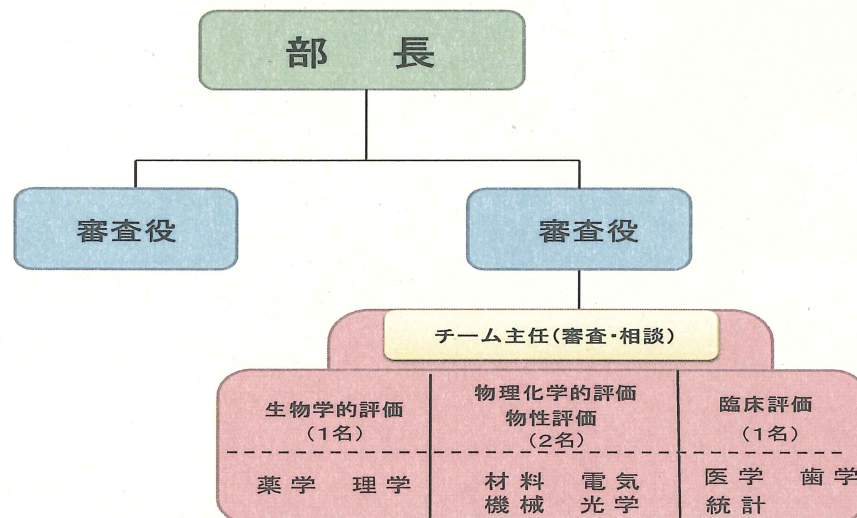 部 長
審査役
審査役
チーム主任(審査・相談)
生物学的評価
(1名)
物理化学的評価
物性評価
(2名)
臨床評価
(1名)
薬学 理学
材料 電気
機械 光学
医学 歯学
統計